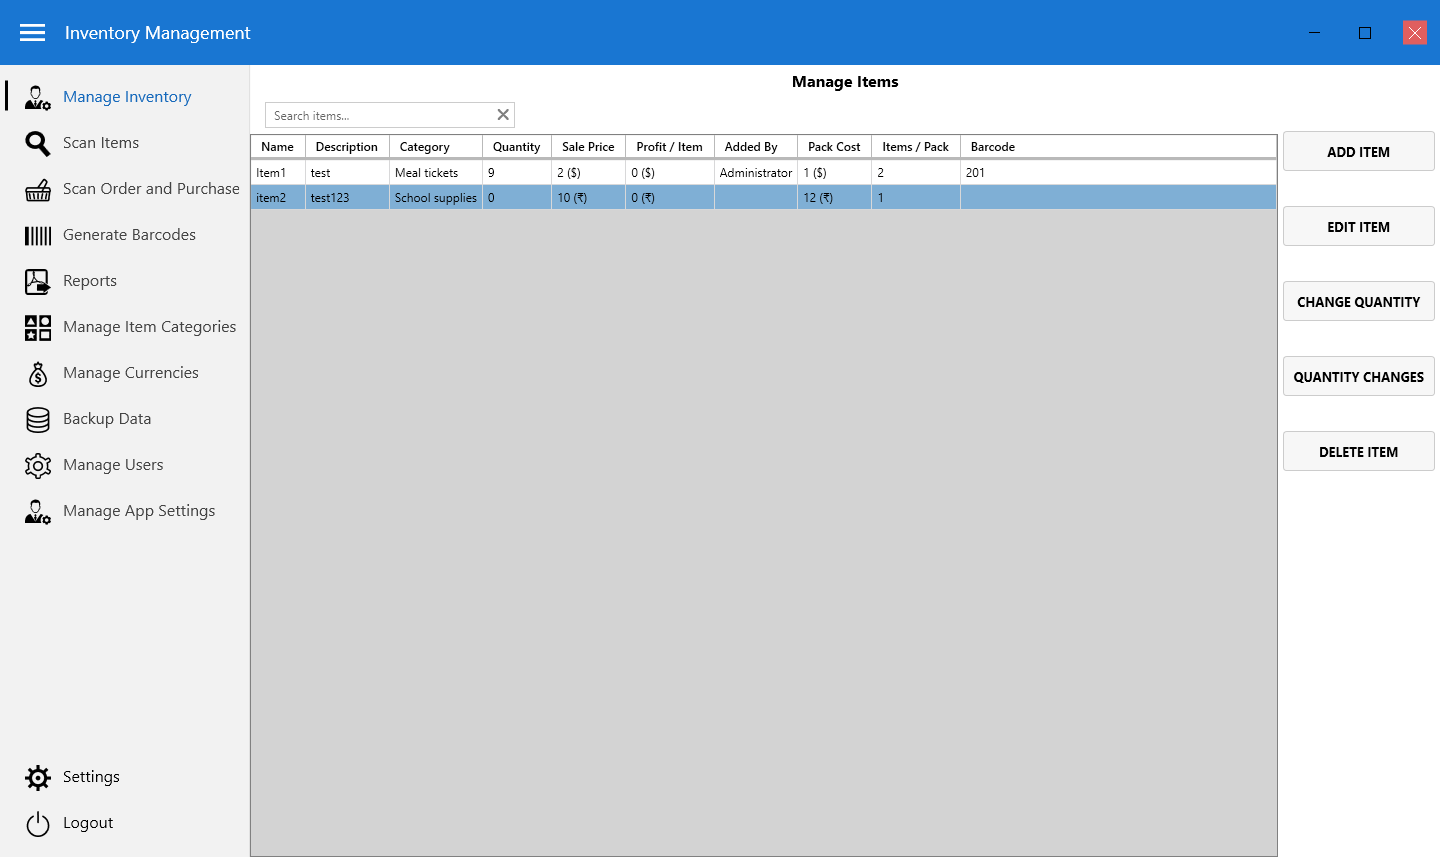 Inventory Management
Manage Inventory
Scan Items
Scan Order and Purchase
Generate Barcodes
Reports
Manage Item Categories
Manage Currencies
Backup Data
Manage Users
Manage App Settings
Settings
Logout
Manage Items
Search items...
Name Description Category Quantity Sale Price Profit / Item Added By Pack Cost Items / Pack Barcode
Item1 test Meal tickets 9 2 ($) 0 ($) Administrator 1 ($) 2 201
item2 test123 School supplies 0 10 (₹) 0 (₹) 12 (₹) 1
ADD ITEM
EDIT ITEM
CHANGE QUANTITY
QUANTITY CHANGES
DELETE ITEM